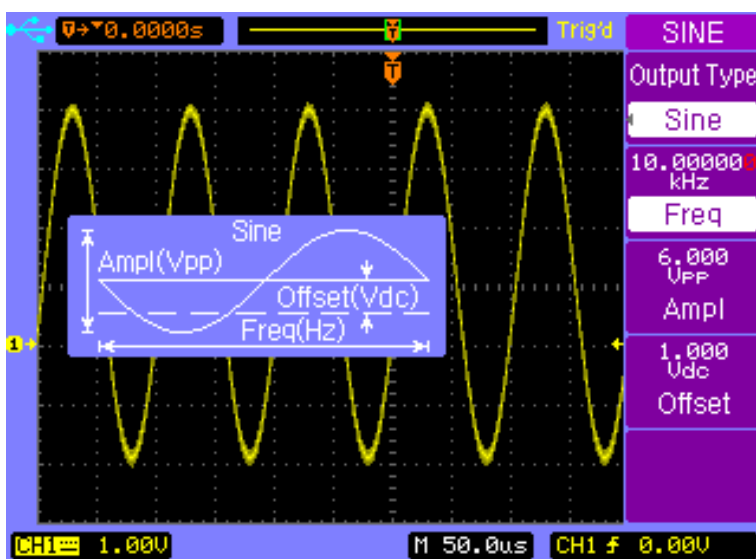 T→▼0.0000s T Trig'd SINE
T
Output Type
Sine
10.000000
kHz
Freq
6.000
Vpp
Ampl
1.000
Vdc
Offset
Sine
Ampl(Vpp)
Offset(Vdc)
Freq(Hz)
1
CH1 1.00V M 50.0us CH1 0.00V